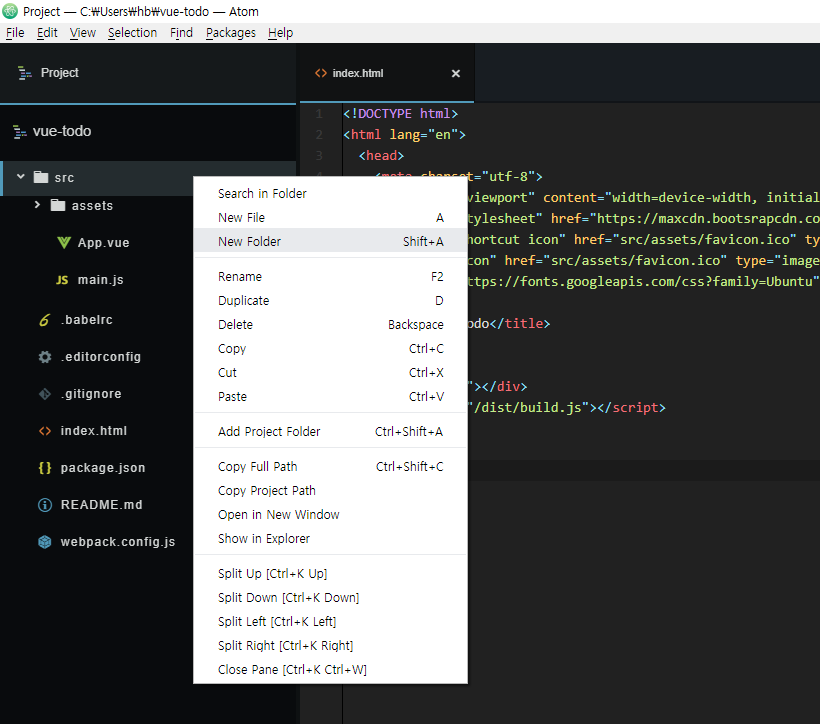 Project — C:₩Users₩hb₩vue-todo — Atom
File Edit View Selection Find Packages Help
Project
index.html
vue-todo
src
assets
App.vue
JS main.js
.babelrc
.editorconfig
.gitignore
index.html
package.json
README.md
webpack.config.js
Search in Folder
New File A
New Folder Shift+A
Rename F2
Duplicate D
Delete Backspace
Copy Ctrl+C
Cut Ctrl+X
Paste Ctrl+V
Add Project Folder Ctrl+Shift+A
Copy Full Path Ctrl+Shift+C
Copy Project Path
Open in New Window
Show in Explorer
Split Up [Ctrl+K Up]
Split Down [Ctrl+K Down]
Split Left [Ctrl+K Left]
Split Right [Ctrl+K Right]
Close Pane [Ctrl+K Ctrl+W]
1 <!DOCTYPE html>
2 <html lang="en">
3 <head>
<meta charset="utf-8">
viewport" content="width=device-width, initial
tylesheet" href="https://maxcdn.bootsrapcdn.co
hortcut icon" href="src/assets/favicon.ico" ty
con" href="src/assets/favicon.ico" type="image
ttps://fonts.googleapis.com/css?family=Ubuntu"
odo</title>
"></div>
"/dist/build.js"></script>